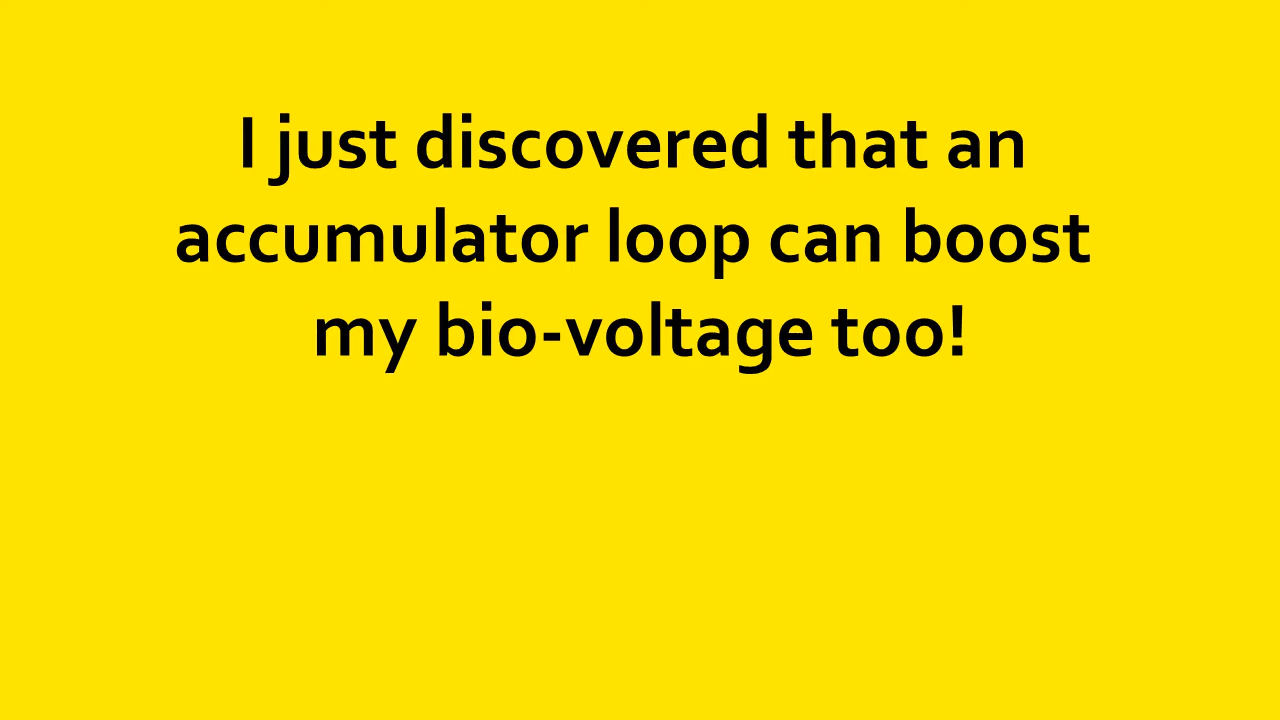 I just discovered that an
accumulator loop can boost
my bio-voltage too!